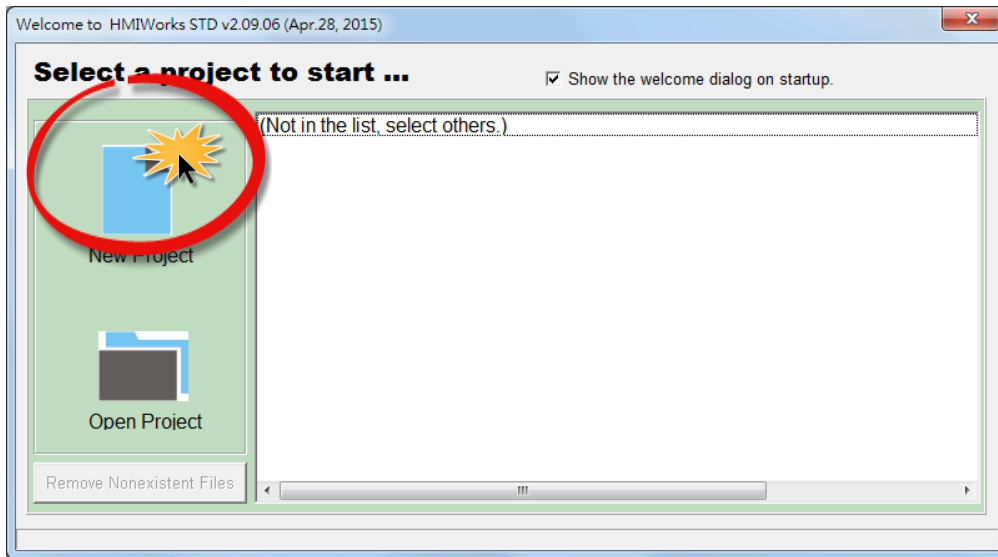 Welcome to HMIWorks STD v2.09.06 (Apr.28, 2015)
Select a project to start ...
Show the welcome dialog on startup.
(Not in the list, select others.)
New Project
Open Project
Remove Nonexistent Files